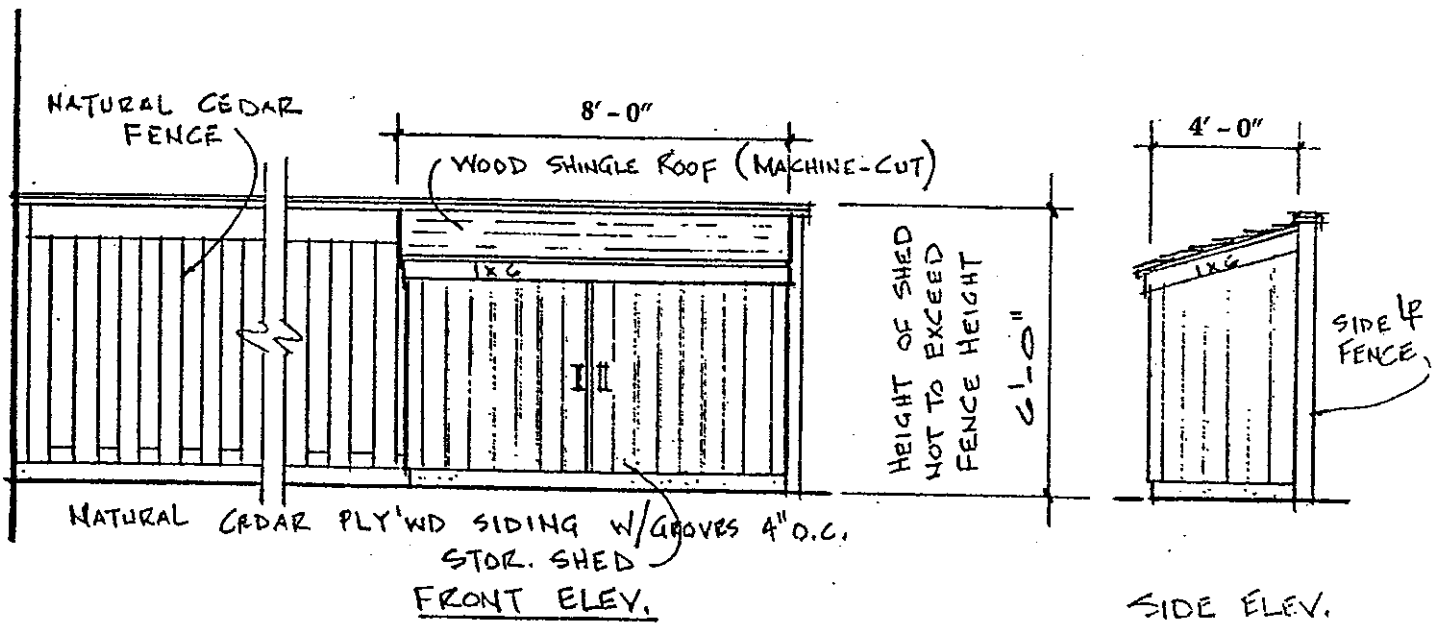 NATURAL CEDAR
FENCE
8'-0"
WOOD SHINGLE ROOF (MACHINE-CUT)
1x6
HEIGHT OF SHED
NOT TO EXCEED
FENCE HEIGHT
6'-0"
NATURAL CEDAR PLY'WD SIDING W/GROVES 4" O.C.
STOR. SHED
FRONT ELEV.
4'-0"
1x6
SIDE
FENCE
SIDE ELEV.